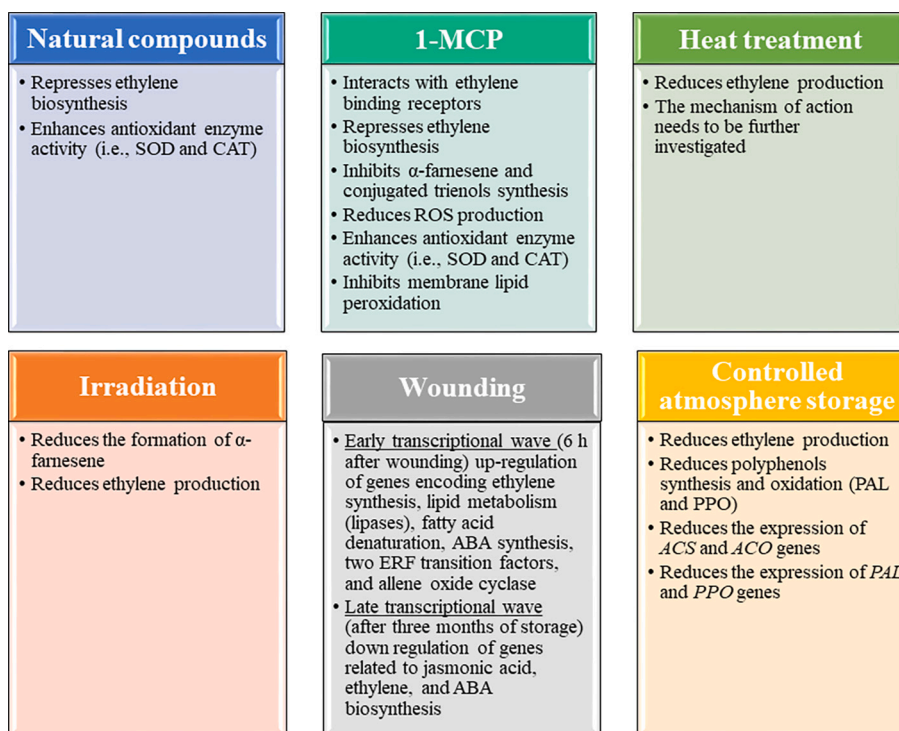 Natural compounds
• Represses ethylene
biosynthesis
• Enhances antioxidant enzyme
activity (i.e., SOD and CAT)
1-MCP
• Interacts with ethylene
binding receptors
• Represses ethylene
biosynthesis
• Inhibits α-farnesene and
conjugated trienols synthesis
• Reduces ROS production
• Enhances antioxidant enzyme
activity (i.e., SOD and CAT)
• Inhibits membrane lipid
peroxidation
Heat treatment
• Reduces ethylene production
• The mechanism of action
needs to be further
investigated
Irradiation
• Reduces the formation of α-
farnesene
• Reduces ethylene production
Wounding
• Early transcriptional wave (6 h
after wounding) up-regulation
of genes encoding ethylene
synthesis, lipid metabolism
(lipases), fatty acid
denaturation, ABA synthesis,
two ERF transition factors,
and allene oxide cyclase
• Late transcriptional wave
(after three months of storage)
down regulation of genes
related to jasmonic acid,
ethylene, and ABA
biosynthesis
Controlled
atmosphere storage
• Reduces ethylene production
• Reduces polyphenols
synthesis and oxidation (PAL
and PPO)
• Reduces the expression of
ACS and ACO genes
• Reduces the expression of PAL
and PPO genes